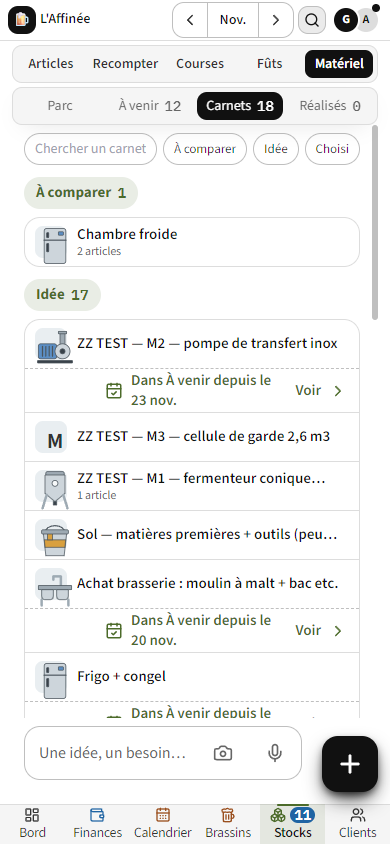 L'Affinée
Nov.
G
A
Articles
Recompter
Courses
Fûts
Matériel
Parc
À venir 12
Carnets 18
Réalisés 0
Chercher un carnet
À comparer
Idée
Choisi
À comparer 1
Chambre froide
2 articles
Idée 17
ZZ TEST — M2 — pompe de transfert inox
Dans À venir depuis le
23 nov.
Voir
M
ZZ TEST — M3 — cellule de garde 2,6 m3
ZZ TEST — M1 — fermenteur conique…
1 article
Sol — matières premières + outils (peu…
Achat brasserie : moulin à malt + bac etc.
Dans À venir depuis le
20 nov.
Voir
Frigo + congel
Dans À venir depuis le
Une idée, un besoin…
11
Bord
Finances
Calendrier
Brassins
Stocks
Clients